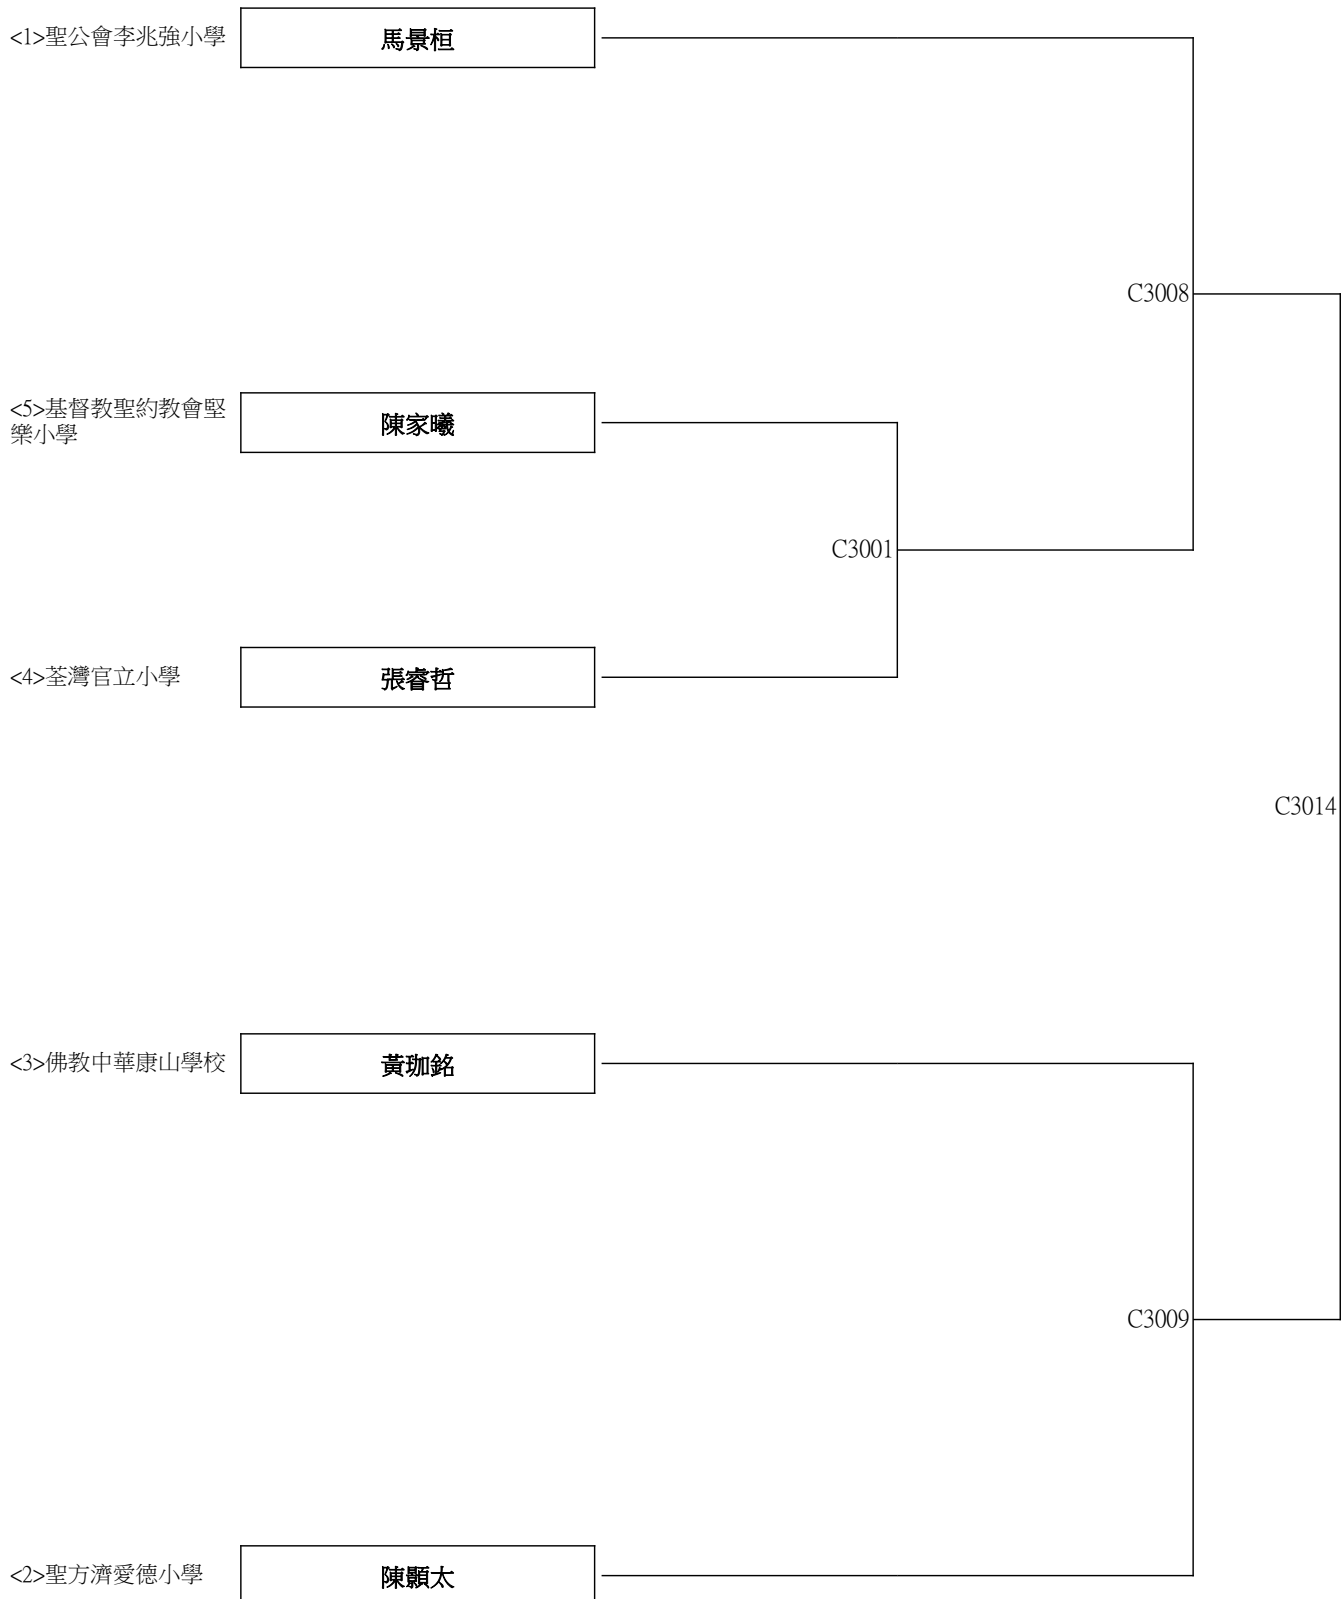 <1>聖公會李兆強小學
馬景桓
C3008
<5>基督教聖約教會堅
樂小學
陳家曦
C3001
<4>荃灣官立小學
張睿哲
C3014
<3>佛教中華康山學校
黃珈銘
C3009
<2>聖方濟愛德小學
陳顥太